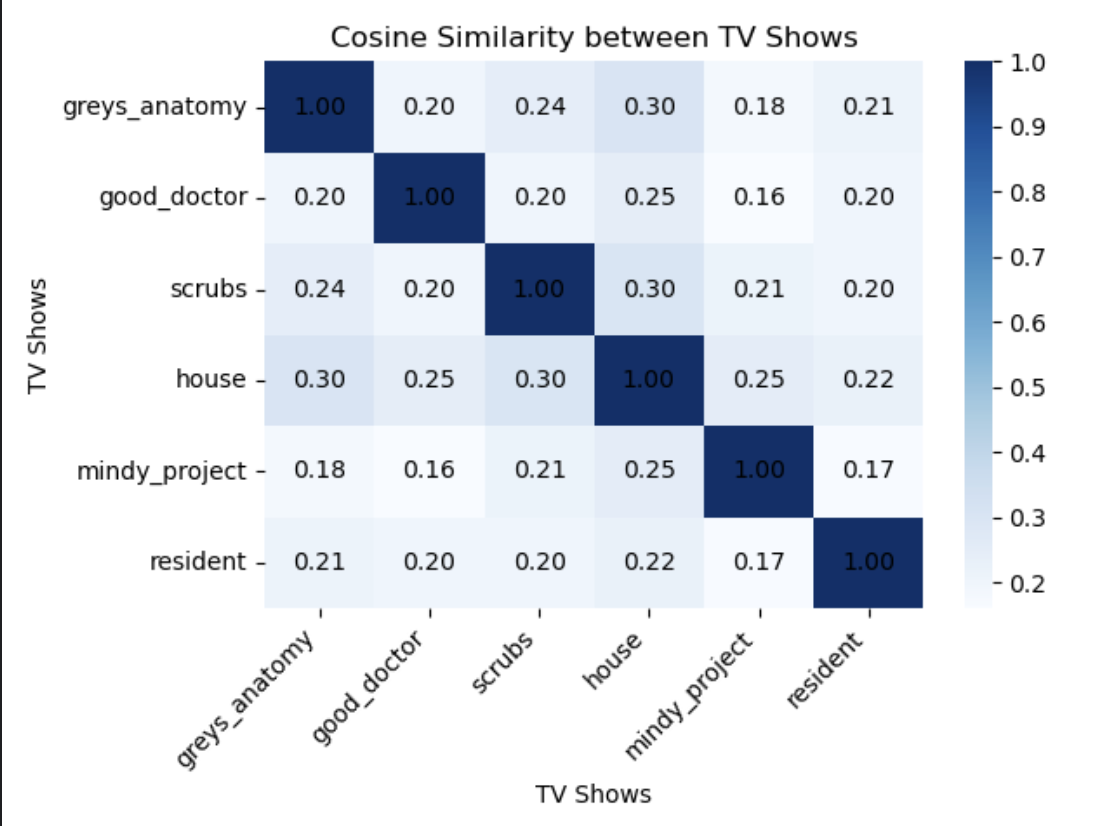 Cosine Similarity between TV Shows
greys_anatomy 1.00 0.20 0.24 0.30 0.18 0.21
good_doctor 0.20 1.00 0.20 0.25 0.16 0.20
scrubs 0.24 0.20 1.00 0.30 0.21 0.20
house 0.30 0.25 0.30 1.00 0.25 0.22
mindy_project 0.18 0.16 0.21 0.25 1.00 0.17
resident 0.21 0.20 0.20 0.22 0.17 1.00
TV Shows
greys_anatomy good_doctor scrubs house mindy_project resident
TV Shows
1.0
0.9
0.8
0.7
0.6
0.5
0.4
0.3
0.2